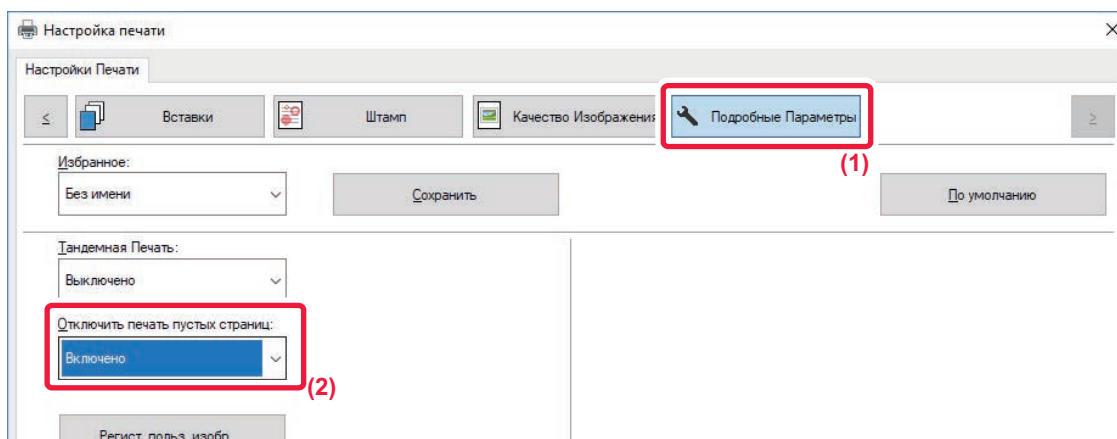 Настройка печати
Настройки Печати
≤ Вставки Штамп Качество Изображения Подробные Параметры ≥
(1)
Избранное:
Без имени Сохранить По умолчанию
Тандемная Печать:
Выключено
Отключить печать пустых страниц:
Включено
(2)
Регист. польз. изобр...